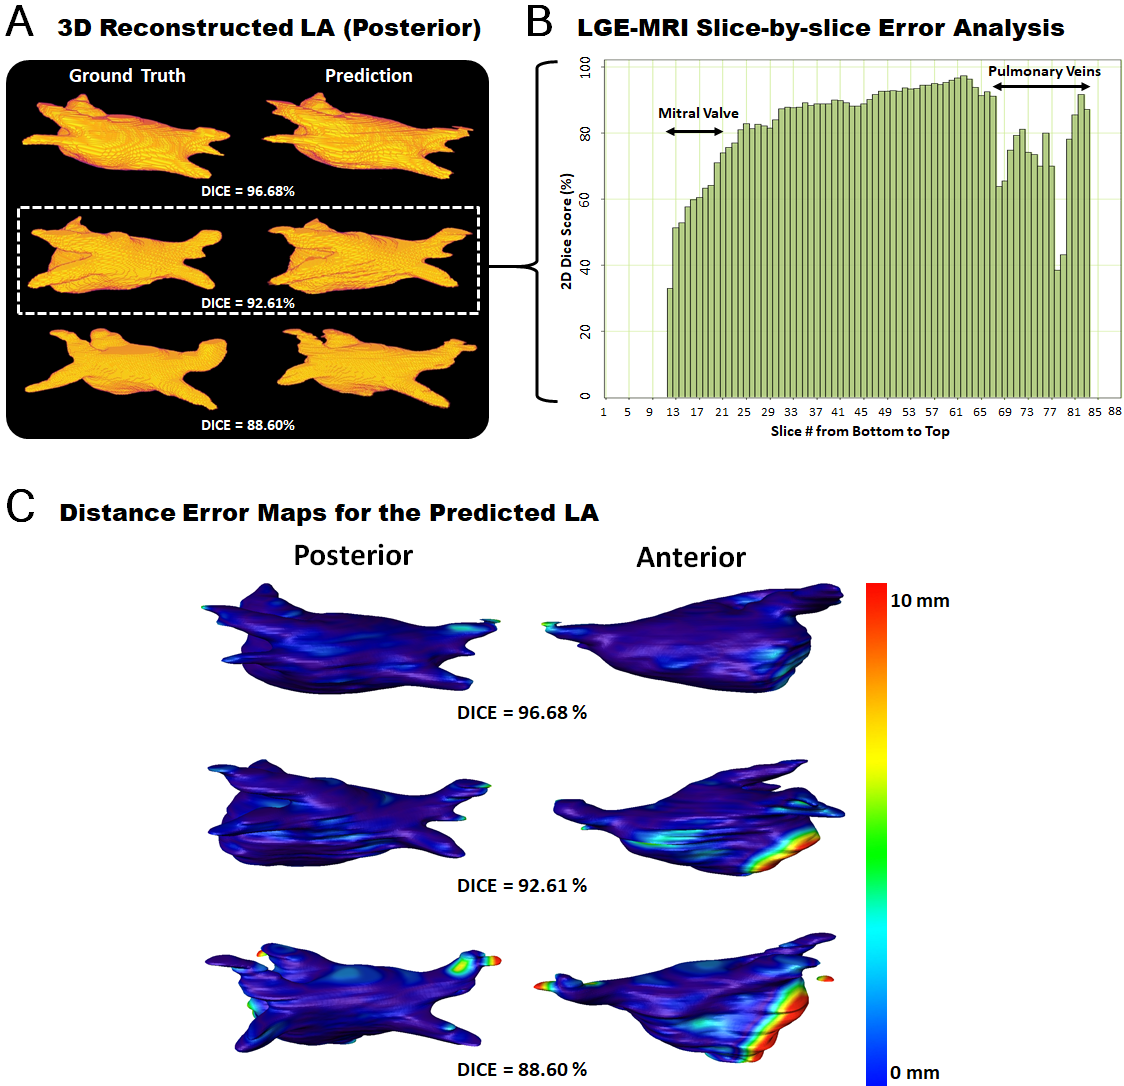 A 3D Reconstructed LA (Posterior)
Ground Truth Prediction
DICE = 96.68%
DICE = 92.61%
DICE = 88.60%
B LGE-MRI Slice-by-slice Error Analysis
2D Dice Score (%)
100
80
60
40
20
0
Mitral Valve
Pulmonary Veins
1 5 9 13 17 21 25 29 33 37 41 45 49 53 57 61 65 69 73 77 81 85 88
Slice # from Bottom to Top
C Distance Error Maps for the Predicted LA
Posterior Anterior
10 mm
DICE = 96.68 %
DICE = 92.61 %
DICE = 88.60 %
0 mm